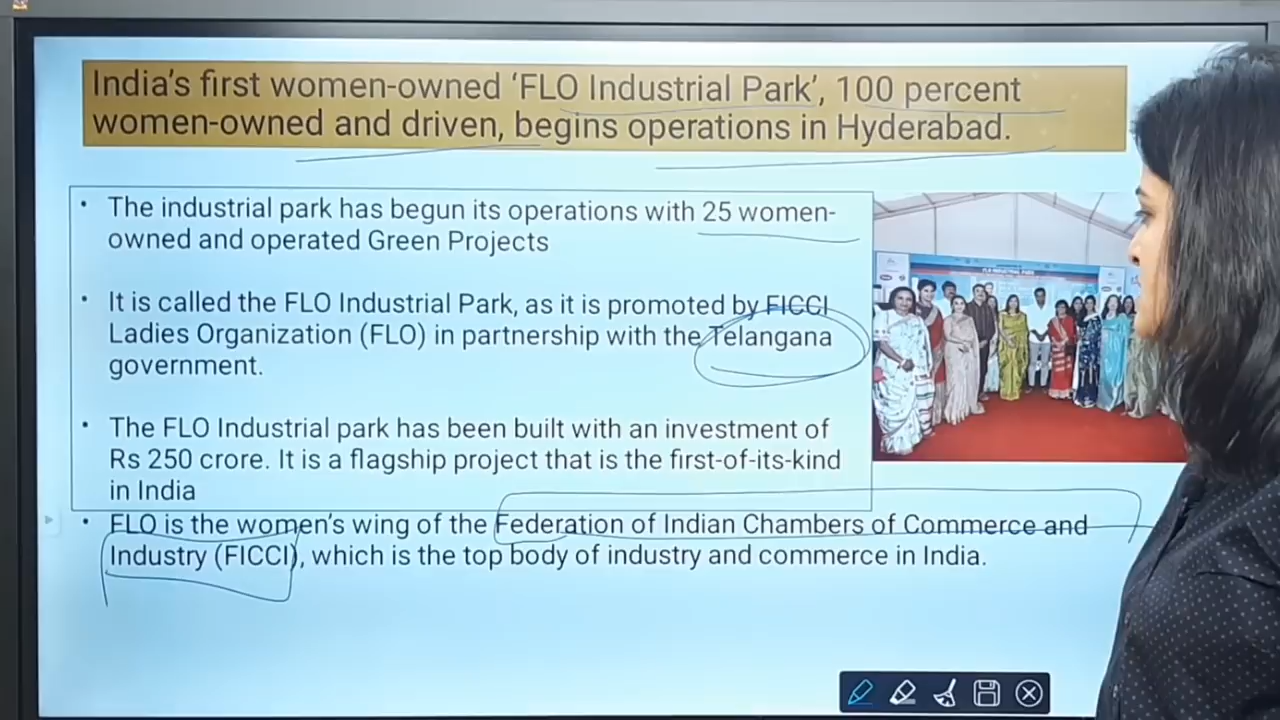 India's first women-owned 'FLO Industrial Park', 100 percent
women-owned and driven, begins operations in Hyderabad.
• The industrial park has begun its operations with 25 women-
owned and operated Green Projects
• It is called the FLO Industrial Park, as it is promoted by FICCI
Ladies Organization (FLO) in partnership with the Telangana
government.
• The FLO Industrial park has been built with an investment of
Rs 250 crore. It is a flagship project that is the first-of-its-kind
in India
• FLO is the women's wing of the Federation of Indian Chambers of Commerce and
Industry (FICCI), which is the top body of industry and commerce in India.
FLO INDUSTRIAL PARK